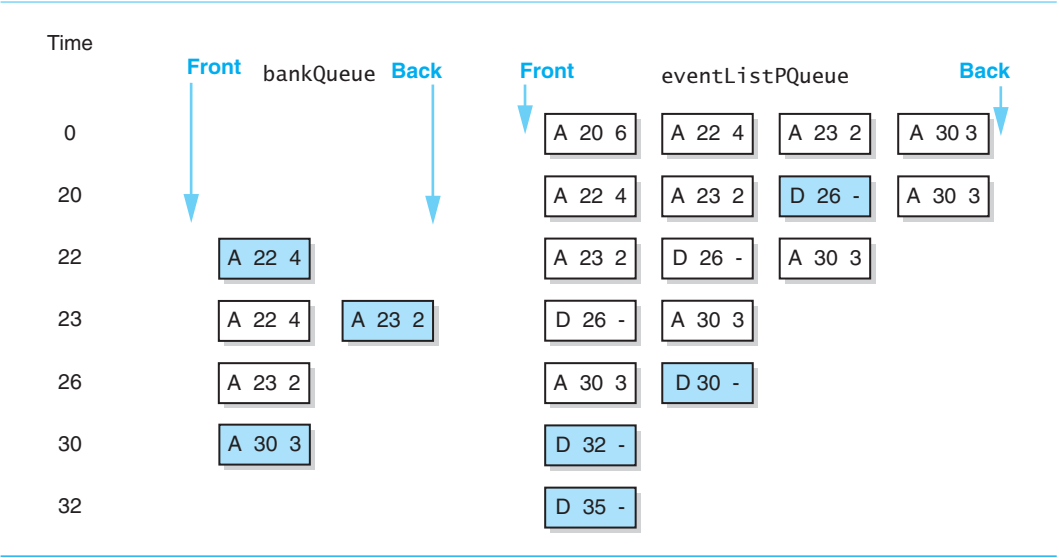 Time
Front bankQueue Back Front eventListPQueue Back
0 A 20 6 A 22 4 A 23 2 A 30 3
20 A 22 4 A 23 2 D 26 - A 30 3
22 A 22 4 A 23 2 D 26 - A 30 3
23 A 22 4 A 23 2 D 26 - A 30 3
26 A 23 2 A 30 3 D 30 -
30 A 30 3 D 32 -
32 D 35 -